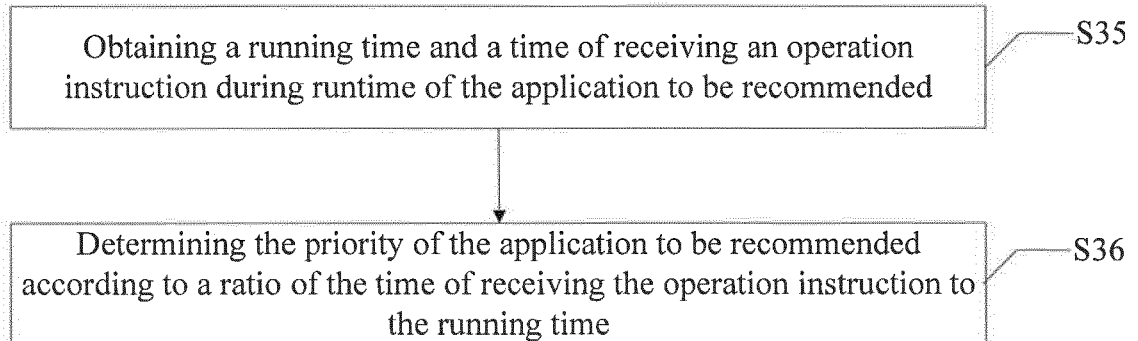 Obtaining a running time and a time of receiving an operation
instruction during runtime of the application to be recommended
S35
Determining the priority of the application to be recommended
according to a ratio of the time of receiving the operation instruction to
the running time
S36